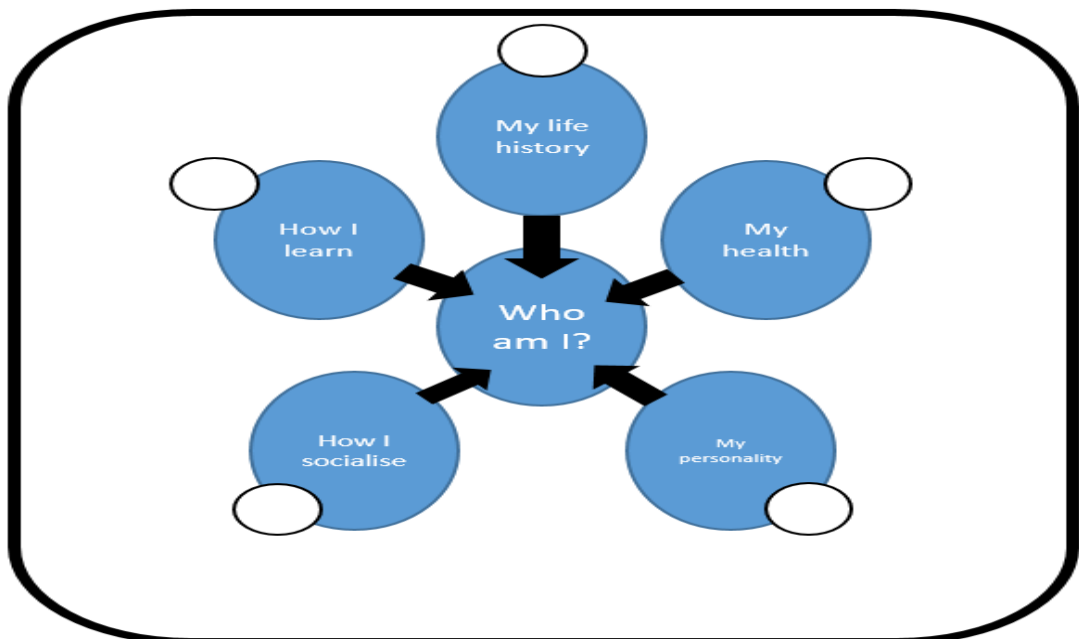 My life
history
How I
learn
My
health
Who
am I?
How I
socialise
My
personality